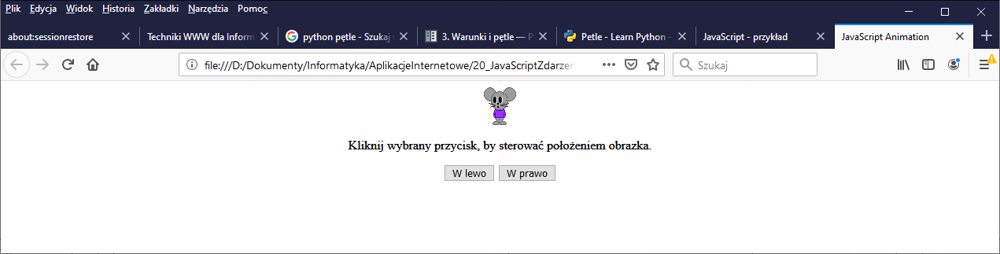 Plik Edycja Widok Historia Zakładki Narzędzia Pomoc
about:sessionrestore Techniki WWW dla Inform python pętle - Szukaj 3. Warunki i pętle — P Petle - Learn Python - JavaScript - przykład JavaScript Animation
file:///D:/Dokumenty/Informatyka/AplikacjeInternetowe/20_JavaScriptZdarzen Szukaj
Kliknij wybrany przycisk, by sterować położeniem obrazka.
W lewo W prawo